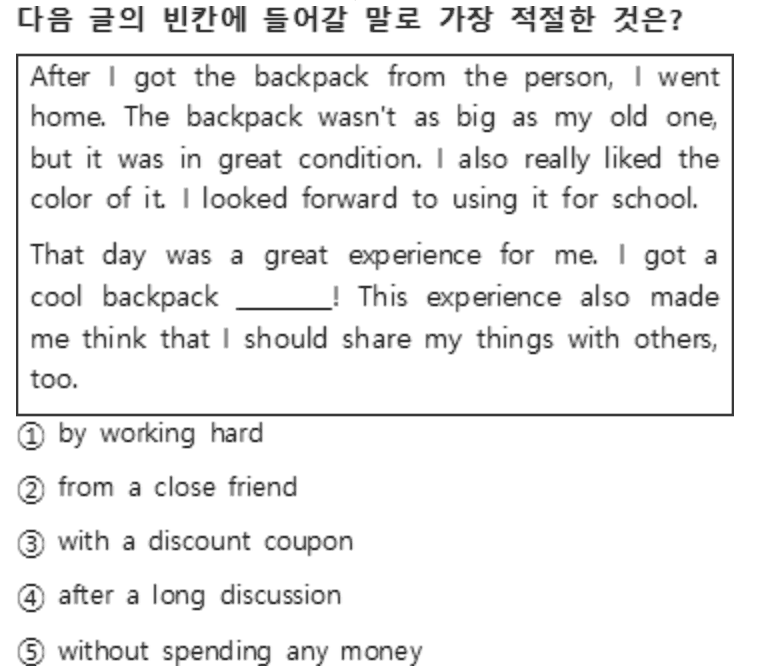 다음 글의 빈칸에 들어갈 말로 가장 적절한 것은?
After I got the backpack from the person, I went
home. The backpack wasn't as big as my old one,
but it was in great condition. I also really liked the
color of it. I looked forward to using it for school.
That day was a great experience for me. I got a
cool backpack _______! This experience also made
me think that I should share my things with others,
too.
① by working hard
② from a close friend
③ with a discount coupon
④ after a long discussion
⑤ without spending any money